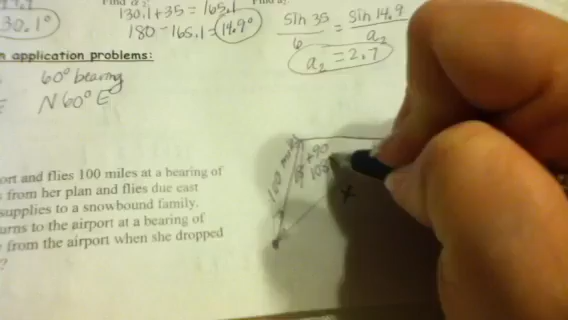 30.1°
130.1+35 = 165.1
180-165.1=14.9°
sin 35 / 6 = sin 14.9 / a₂
a₂ = 2.7
application problems:
60° bearing
N60°E
100 miles
+90
105
x
ort and flies 100 miles at a bearing of
from her plan and flies due east
supplies to a snowbound family.
urns to the airport at a bearing of
from the airport when she dropped
?